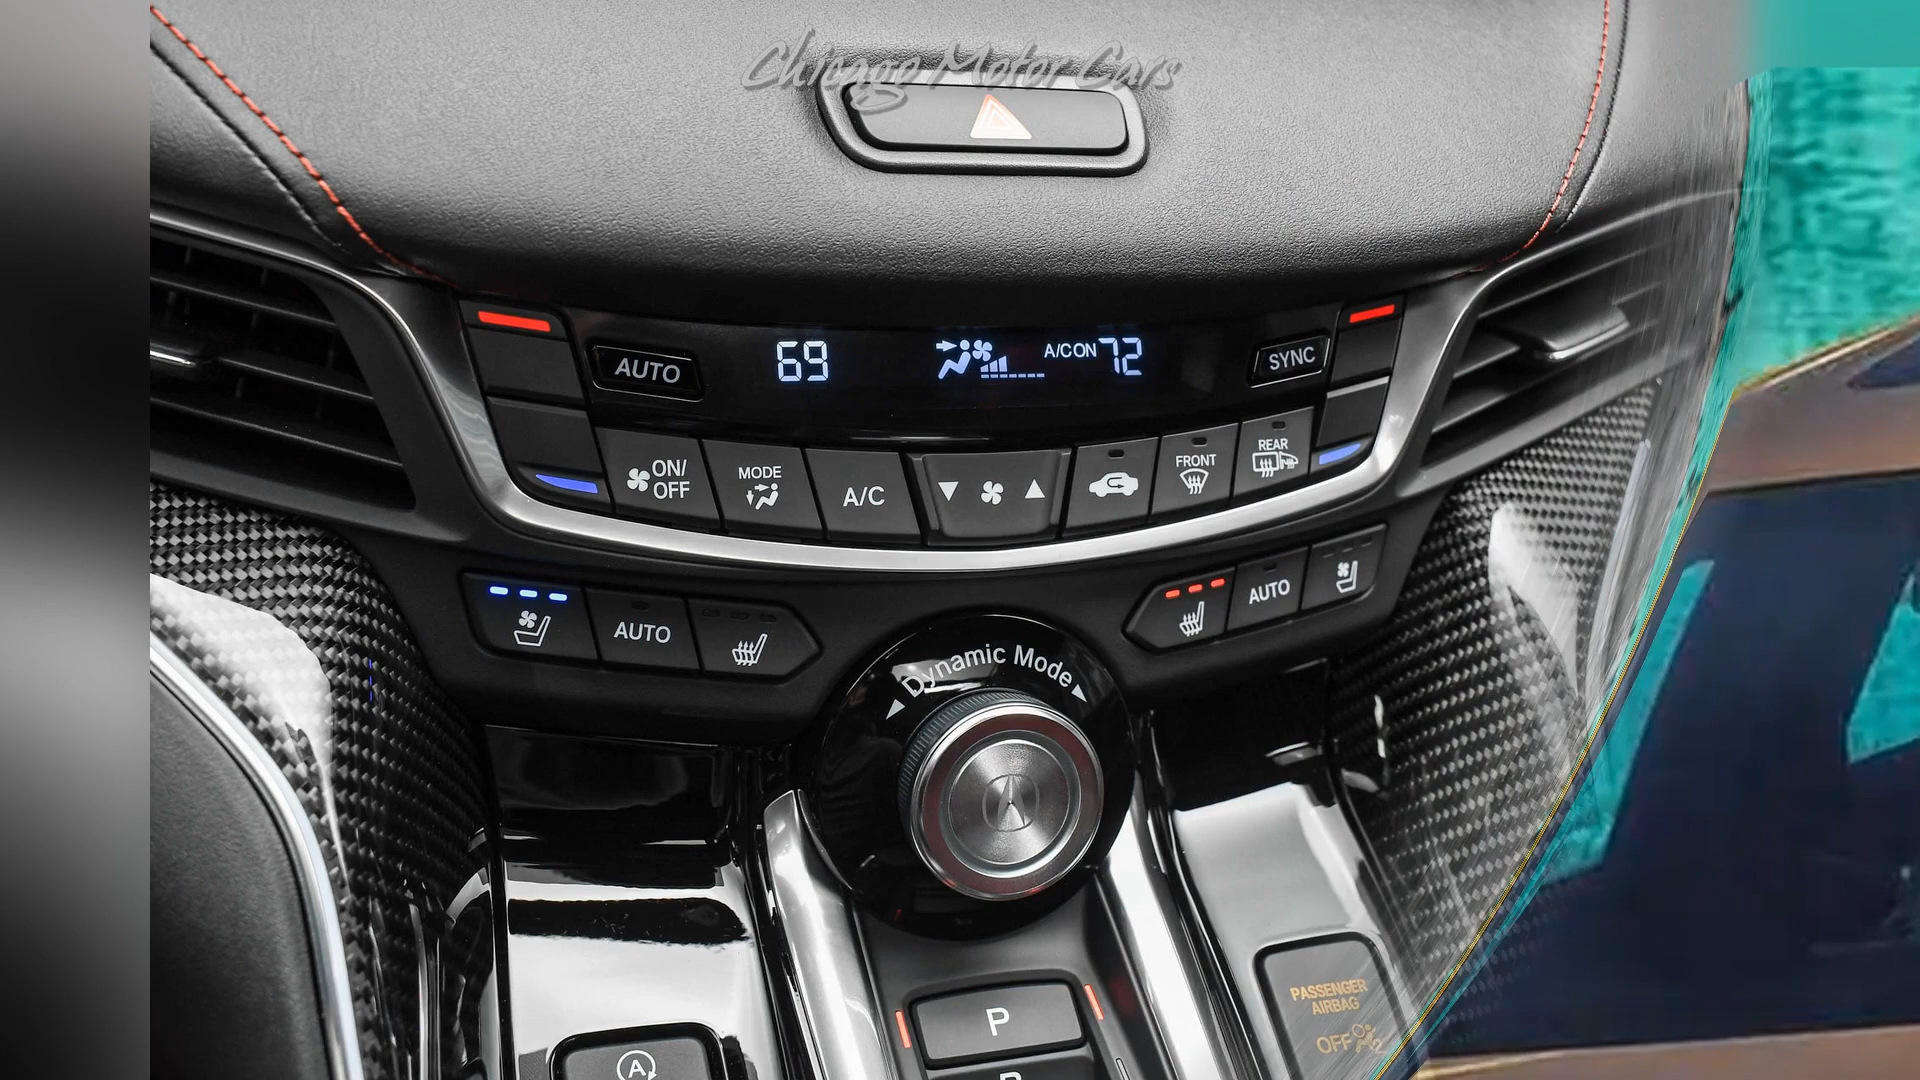 Chicago Motor Cars
AUTO
69
A/CON
72
SYNC
ON/
OFF
MODE
A/C
FRONT
REAR
AUTO
AUTO
Dynamic Mode
P
A
PASSENGER
AIRBAG
OFF